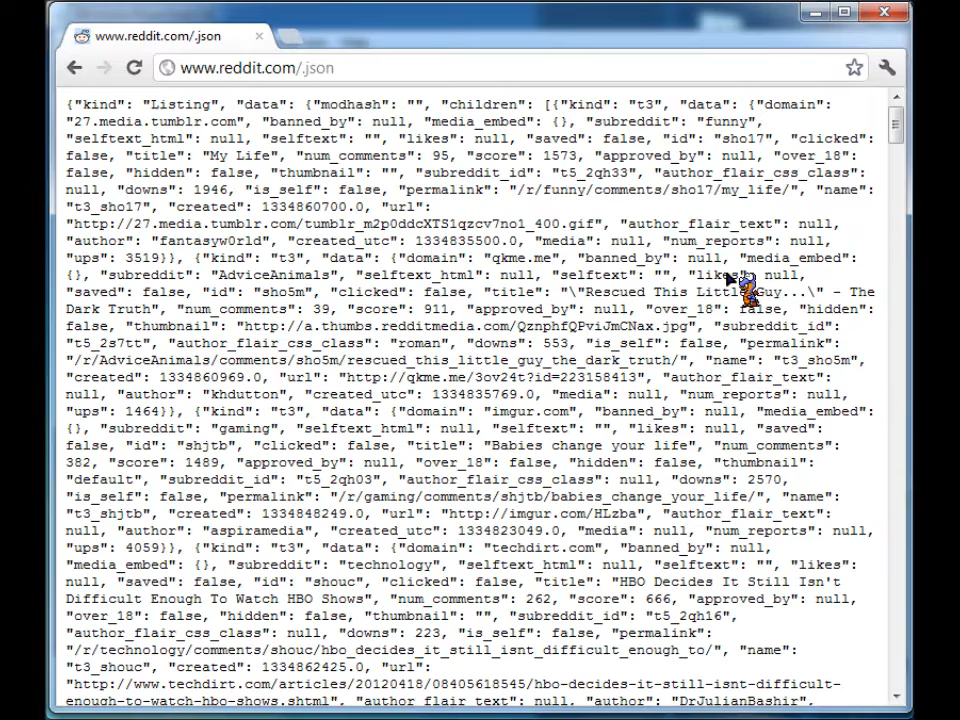 www.reddit.com/.json
www.reddit.com/.json
{"kind": "Listing", "data": {"modhash": "", "children": [{"kind": "t3", "data": {"domain":
"27.media.tumblr.com", "banned_by": null, "media_embed": {}, "subreddit": "funny",
"selftext_html": null, "selftext": "", "likes": null, "saved": false, "id": "sho17", "clicked":
false, "title": "My Life", "num_comments": 95, "score": 1573, "approved_by": null, "over_18":
false, "hidden": false, "thumbnail": "", "subreddit_id": "t5_2qh33", "author_flair_css_class":
null, "downs": 1946, "is_self": false, "permalink": "/r/funny/comments/sho17/my_life/", "name":
"t3_sho17", "created": 1334860700.0, "url":
"http://27.media.tumblr.com/tumblr_m2p0ddcXTS1qzcv7no1_400.gif", "author_flair_text": null,
"author": "fantasyw0rld", "created_utc": 1334835500.0, "media": null, "num_reports": null,
"ups": 3519}}, {"kind": "t3", "data": {"domain": "qkme.me", "banned_by": null, "media_embed":
{}, "subreddit": "AdviceAnimals", "selftext_html": null, "selftext": "", "likes": null,
"saved": false, "id": "sho5m", "clicked": false, "title": "\"Rescued This Little Guy...\" - The
Dark Truth", "num_comments": 39, "score": 911, "approved_by": null, "over_18": false, "hidden":
false, "thumbnail": "http://a.thumbs.redditmedia.com/QznphfQPviJmCNax.jpg", "subreddit_id":
"t5_2s7tt", "author_flair_css_class": "roman", "downs": 553, "is_self": false, "permalink":
"/r/AdviceAnimals/comments/sho5m/rescued_this_little_guy_the_dark_truth/", "name": "t3_sho5m",
"created": 1334860969.0, "url": "http://qkme.me/3ov24t?id=223158413", "author_flair_text":
null, "author": "khdutton", "created_utc": 1334835769.0, "media": null, "num_reports": null,
"ups": 1464}}, {"kind": "t3", "data": {"domain": "imgur.com", "banned_by": null, "media_embed":
{}, "subreddit": "gaming", "selftext_html": null, "selftext": "", "likes": null, "saved":
false, "id": "shjtb", "clicked": false, "title": "Babies change your life", "num_comments":
382, "score": 1489, "approved_by": null, "over_18": false, "hidden": false, "thumbnail":
"default", "subreddit_id": "t5_2qh03", "author_flair_css_class": null, "downs": 2570,
"is_self": false, "permalink": "/r/gaming/comments/shjtb/babies_change_your_life/", "name":
"t3_shjtb", "created": 1334848249.0, "url": "http://imgur.com/HLzba", "author_flair_text":
null, "author": "aspiramedia", "created_utc": 1334823049.0, "media": null, "num_reports": null,
"ups": 4059}}, {"kind": "t3", "data": {"domain": "techdirt.com", "banned_by": null,
"media_embed": {}, "subreddit": "technology", "selftext_html": null, "selftext": "", "likes":
null, "saved": false, "id": "shouc", "clicked": false, "title": "HBO Decides It Still Isn't
Difficult Enough To Watch HBO Shows", "num_comments": 262, "score": 666, "approved_by": null,
"over_18": false, "hidden": false, "thumbnail": "", "subreddit_id": "t5_2qh16",
"author_flair_css_class": null, "downs": 223, "is_self": false, "permalink":
"/r/technology/comments/shouc/hbo_decides_it_still_isnt_difficult_enough_to/", "name":
"t3_shouc", "created": 1334862425.0, "url":
"http://www.techdirt.com/articles/20120418/08405618545/hbo-decides-it-still-isnt-difficult-
enough-to-watch-hbo-shows.shtml", "author_flair_text": null, "author": "DrJulianBashir",